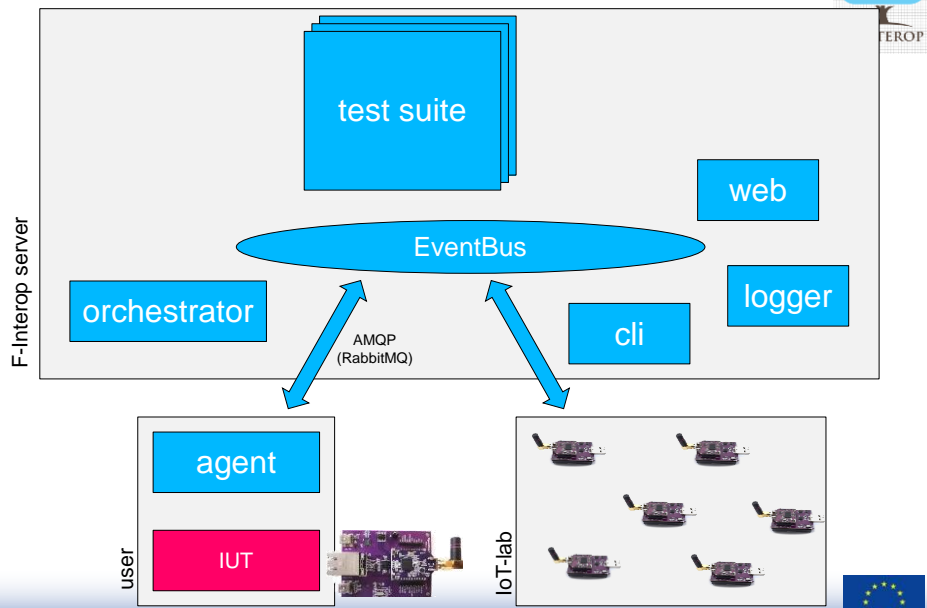 TEROP
test suite
web
EventBus
F-Interop server
orchestrator
logger
AMQP
(RabbitMQ)
cli
user
agent
IUT
IoT-lab